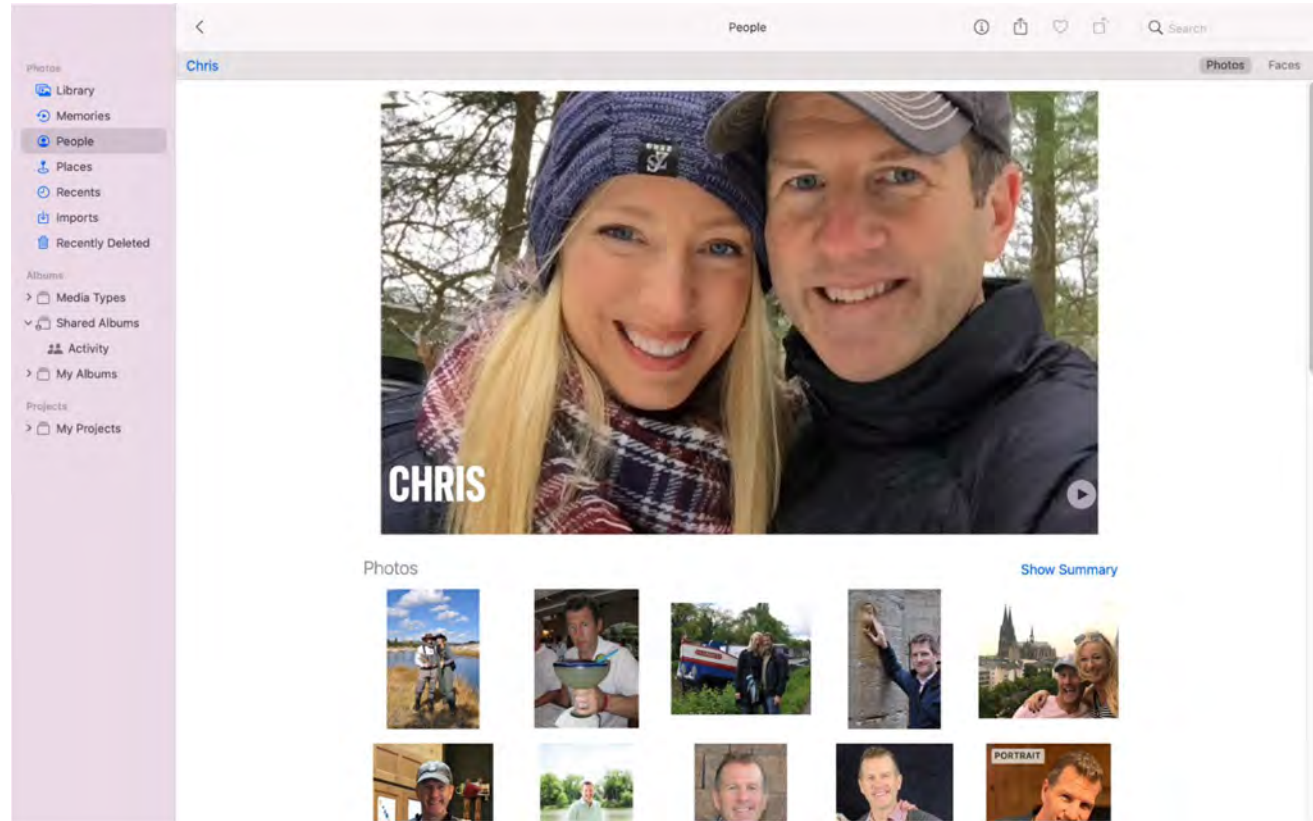 People
Search
Chris
Photos Faces
Photos
Library
Memories
People
Places
Recents
Imports
Recently Deleted
Albums
Media Types
Shared Albums
Activity
My Albums
Projects
My Projects
CHRIS
Photos
Show Summary
PORTRAIT